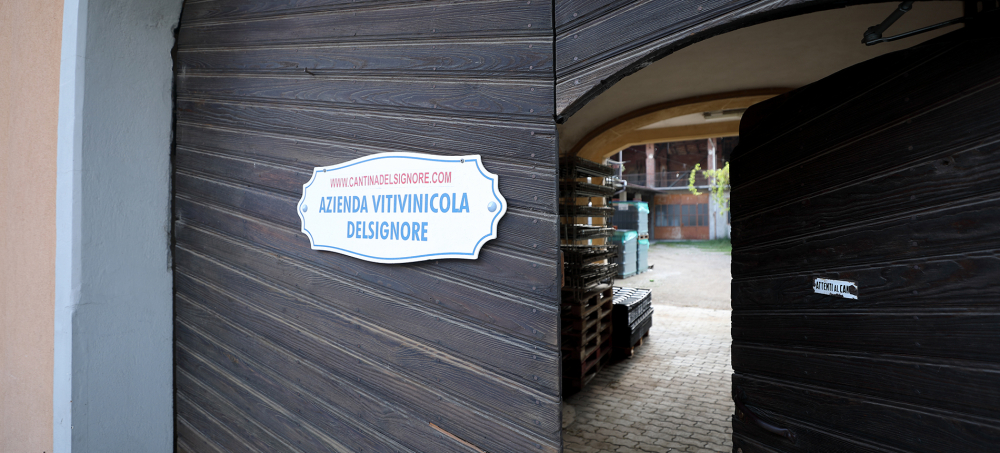 WWW.CANTINADELSIGNORE.COM
AZIENDA VITIVINICOLA
DELSIGNORE
ATTENTI AL CANE